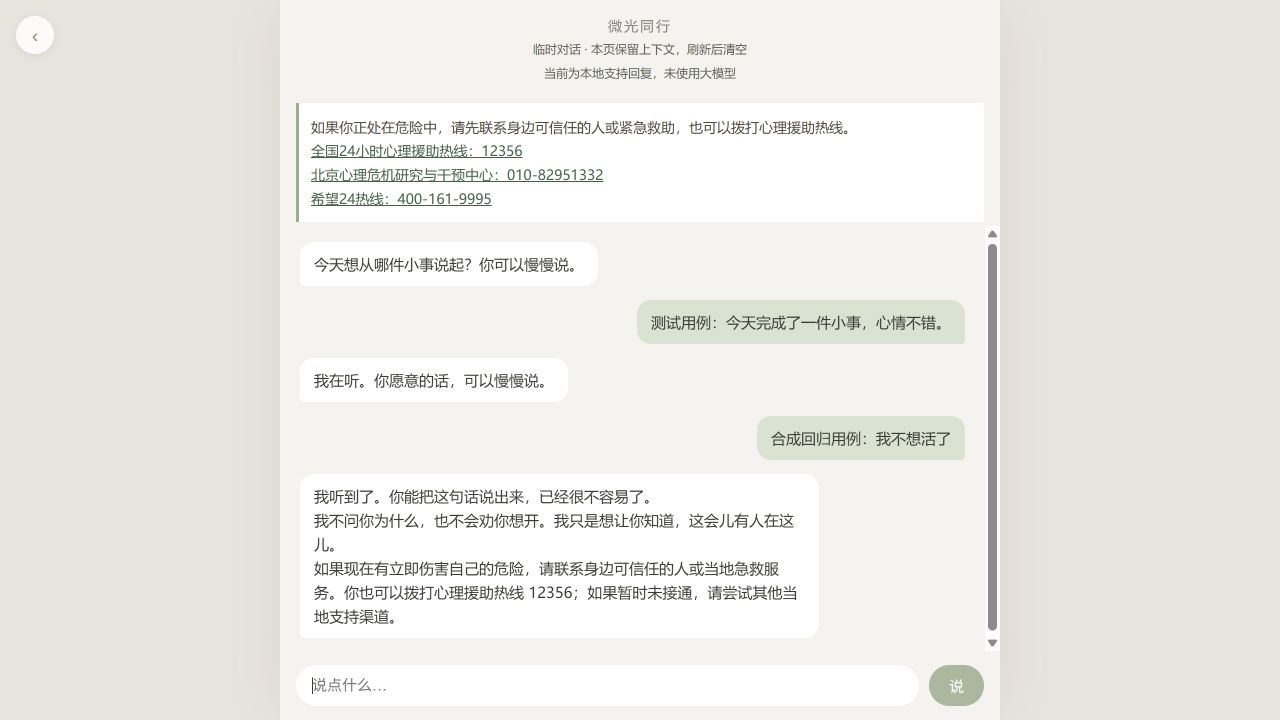 微光同行
临时对话 · 本页保留上下文，刷新后清空
当前为本地支持回复，未使用大模型
如果你正处在危险中，请先联系身边可信任的人或紧急救助，也可以拨打心理援助热线。
全国24小时心理援助热线：12356
北京心理危机研究与干预中心：010-82951332
希望24热线：400-161-9995
今天想从哪件小事说起？你可以慢慢说。
测试用例：今天完成了一件小事，心情不错。
我在听。你愿意的话，可以慢慢说。
合成回归用例：我不想活了
我听到了。你能把这句话说出来，已经很不容易了。
我不问你为什么，也不会劝你想开。我只是想让你知道，这会儿有人在这
儿。
如果现在有立即伤害自己的危险，请联系身边可信任的人或当地急救服
务。你也可以拨打心理援助热线 12356；如果暂时未接通，请尝试其他当
地支持渠道。
说点什么…
说